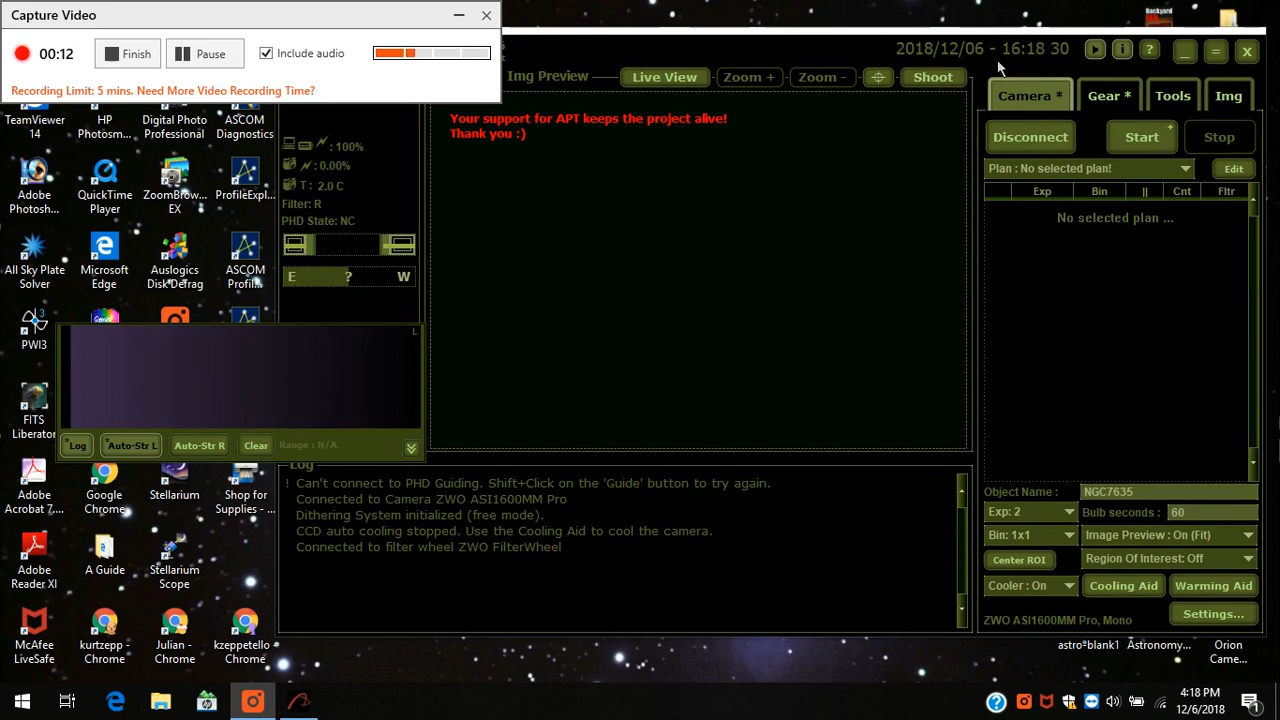 Capture Video
00:12
Finish
Pause
Include audio
Recording Limit: 5 mins. Need More Video Recording Time?
Backyard
2018/12/06 - 16:18 30
i
?
Img Preview
Live View
Zoom +
Zoom -
Shoot
Camera *
Gear *
Tools
Img
Your support for APT keeps the project alive!
Thank you :)
: 100%
: 0.00%
T : 2.0 C
Filter: R
PHD State: NC
E ? W
Disconnect
Start +
Stop
Plan : No selected plan!
Edit
Exp Bin || Cnt Fltr
No selected plan ...
TeamViewer 14
HP Photosm...
Digital Photo Professional
ASCOM Diagnostics
Adobe Photosh...
QuickTime Player
ZoomBrow... EX
ProfileExpl...
All Sky Plate Solver
Microsoft Edge
Auslogics Disk Defrag
ASCOM Profil...
PWI3
L
Log
Auto-Str L
Auto-Str R
Clear
Range : N/A
FITS Liberator
Log
! Can't connect to PHD Guiding. Shift+Click on the 'Guide' button to try again.
Connected to Camera ZWO ASI1600MM Pro
Dithering System initialized (free mode).
CCD auto cooling stopped. Use the Cooling Aid to cool the camera.
Connected to filter wheel ZWO FilterWheel
Adobe Acrobat 7...
Google Chrome
Stellarium
Shop for Supplies - ...
Adobe Reader XI
A Guide
Stellarium Scope
McAfee LiveSafe
kurtzepp - Chrome
Julian - Chrome
kzeppetello - Chrome
Object Name : NGC7635
Exp: 2
Bulb seconds : 60
Bin: 1x1
Image Preview : On (Fit)
Center ROI
Region Of Interest: Off
Cooler : On
Cooling Aid
Warming Aid
ZWO ASI1600MM Pro, Mono
Settings...
astro*blank1
Astronomy...
Orion Came...
4:18 PM
12/6/2018
1